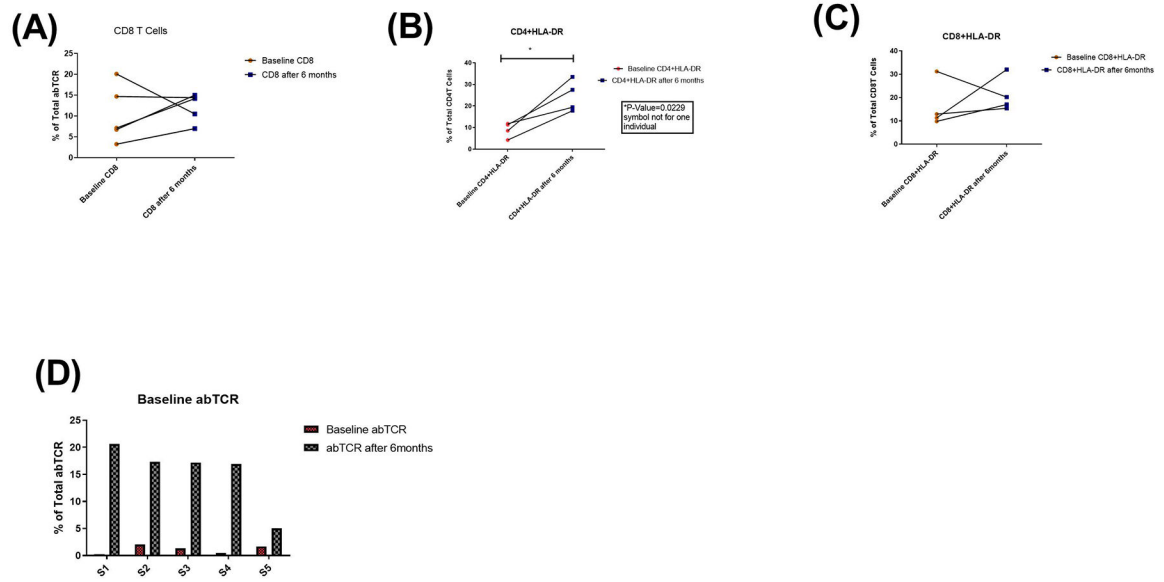 (A)
CD8 T Cells
% of Total abTCR
25
20
15
10
5
0
Baseline CD8
CD8 after 6 months
Baseline CD8
CD8 after 6 months
(B)
CD4+HLA-DR
*
% of Total CD4T Cells
40
30
20
10
0
Baseline CD4+HLA-DR
CD4+HLA-DR after 6 months
Baseline CD4+HLA-DR
CD4+HLA-DR after 6 months
*P-Value=0.0229
symbol not for one
individual
(C)
CD8+HLA-DR
% of Total CD8T Cells
40
30
20
10
0
Baseline CD8+HLA-DR
CD8+HLA-DR after 6months
Baseline CD8+HLA-DR
CD8+HLA-DR after 6months
(D)
Baseline abTCR
% of Total abTCR
25
20
15
10
5
0
S1
S2
S3
S4
S5
Baseline abTCR
abTCR after 6months